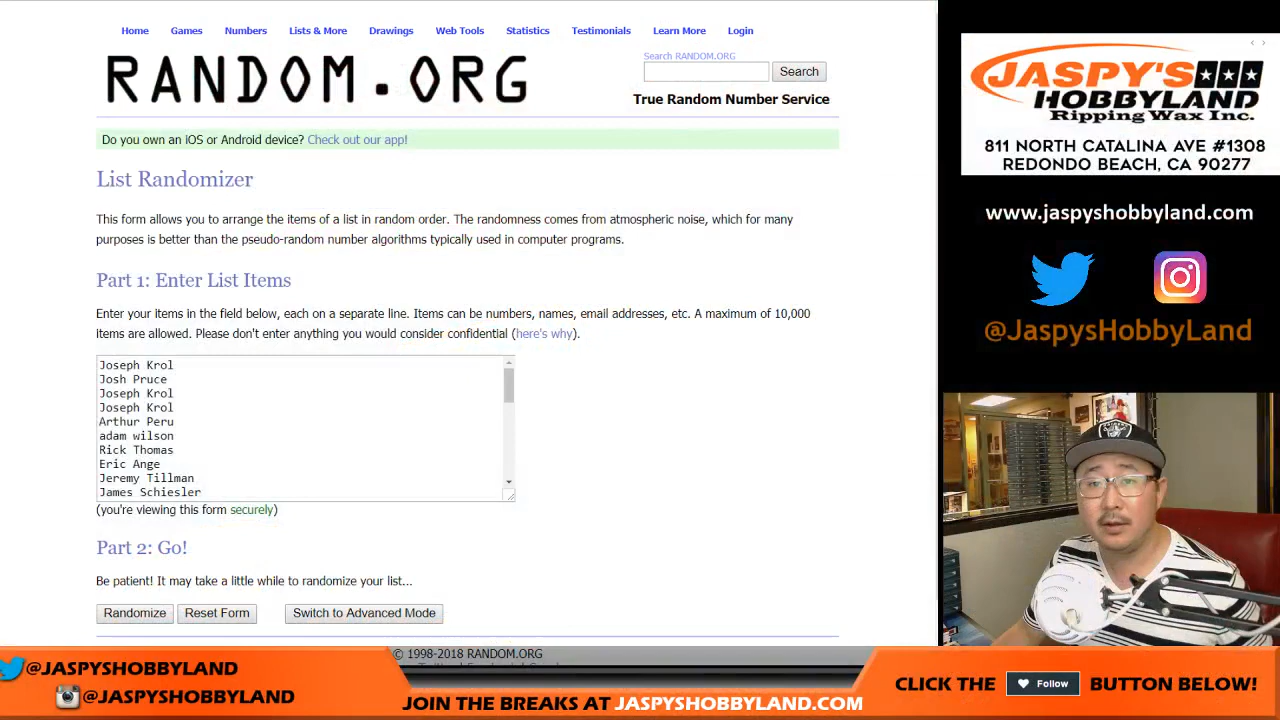 Home Games Numbers Lists & More Drawings Web Tools Statistics Testimonials Learn More Login
RANDOM.ORG
Search RANDOM.ORG
Search
True Random Number Service
Do you own an iOS or Android device? Check out our app!
List Randomizer
This form allows you to arrange the items of a list in random order. The randomness comes from atmospheric noise, which for many
purposes is better than the pseudo-random number algorithms typically used in computer programs.
Part 1: Enter List Items
Enter your items in the field below, each on a separate line. Items can be numbers, names, email addresses, etc. A maximum of 10,000
items are allowed. Please don't enter anything you would consider confidential (here's why).
Joseph Krol
Josh Pruce
Joseph Krol
Joseph Krol
Arthur Peru
adam wilson
Rick Thomas
Eric Ange
Jeremy Tillman
James Schiesler
(you're viewing this form securely)
Part 2: Go!
Be patient! It may take a little while to randomize your list...
Randomize Reset Form Switch to Advanced Mode
© 1998-2018 RANDOM.ORG
JASPY'S
HOBBYLAND
Ripping Wax Inc.
811 NORTH CATALINA AVE #1308
REDONDO BEACH, CA 90277
www.jaspyshobbyland.com
@JaspysHobbyLand
@JASPYSHOBBYLAND
@JASPYSHOBBYLAND
JOIN THE BREAKS AT JASPYSHOBBYLAND.COM
CLICK THE Follow BUTTON BELOW!